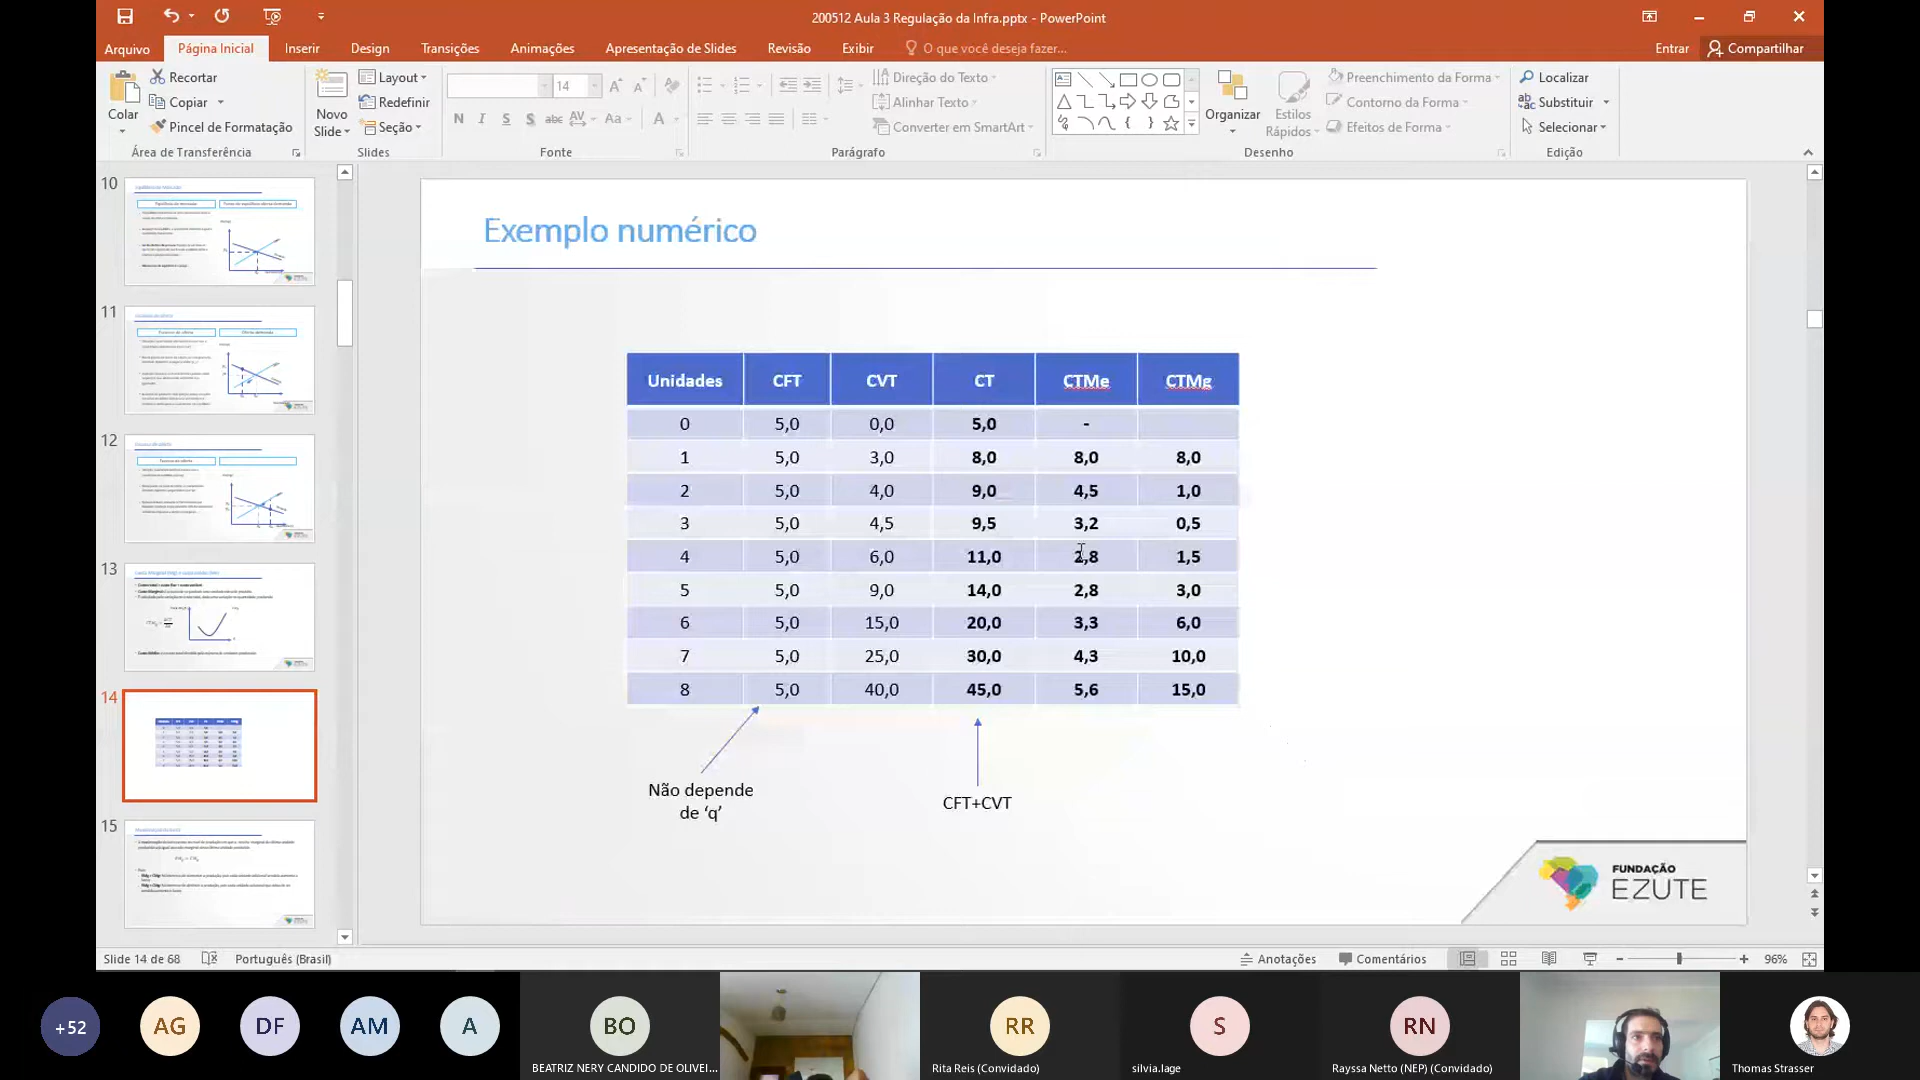 200512 Aula 3 Regulação da Infra.pptx - PowerPoint
Arquivo Página Inicial Inserir Design Transições Animações Apresentação de Slides Revisão Exibir O que você deseja fazer... Entrar Compartilhar
Colar
Recortar
Copiar
Pincel de Formatação
Área de Transferência
Novo
Slide
Layout
Redefinir
Seção
Slides
14
N I S S abc AV Aa A
Fonte
Direção do Texto
Alinhar Texto
Converter em SmartArt
Parágrafo
Organizar
Estilos
Rápidos
Preenchimento da Forma
Contorno da Forma
Efeitos de Forma
Desenho
Localizar
Substituir
Selecionar
Edição
10
11
12
13
14
15
Exemplo numérico
Unidades CFT CVT CT CTMe CTMg
0 5,0 0,0 5,0 -
1 5,0 3,0 8,0 8,0 8,0
2 5,0 4,0 9,0 4,5 1,0
3 5,0 4,5 9,5 3,2 0,5
4 5,0 6,0 11,0 2,8 1,5
5 5,0 9,0 14,0 2,8 3,0
6 5,0 15,0 20,0 3,3 6,0
7 5,0 25,0 30,0 4,3 10,0
8 5,0 40,0 45,0 5,6 15,0
Não depende
de ‘q’
CFT+CVT
FUNDAÇÃO
EZUTE
Slide 14 de 68 Português (Brasil) Anotações Comentários 96%
+52 AG DF AM A BO RR S RN
BEATRIZ NERY CANDIDO DE OLIVEI... Rita Reis (Convidado) silvia.lage Rayssa Netto (NEP) (Convidado) Thomas Strasser